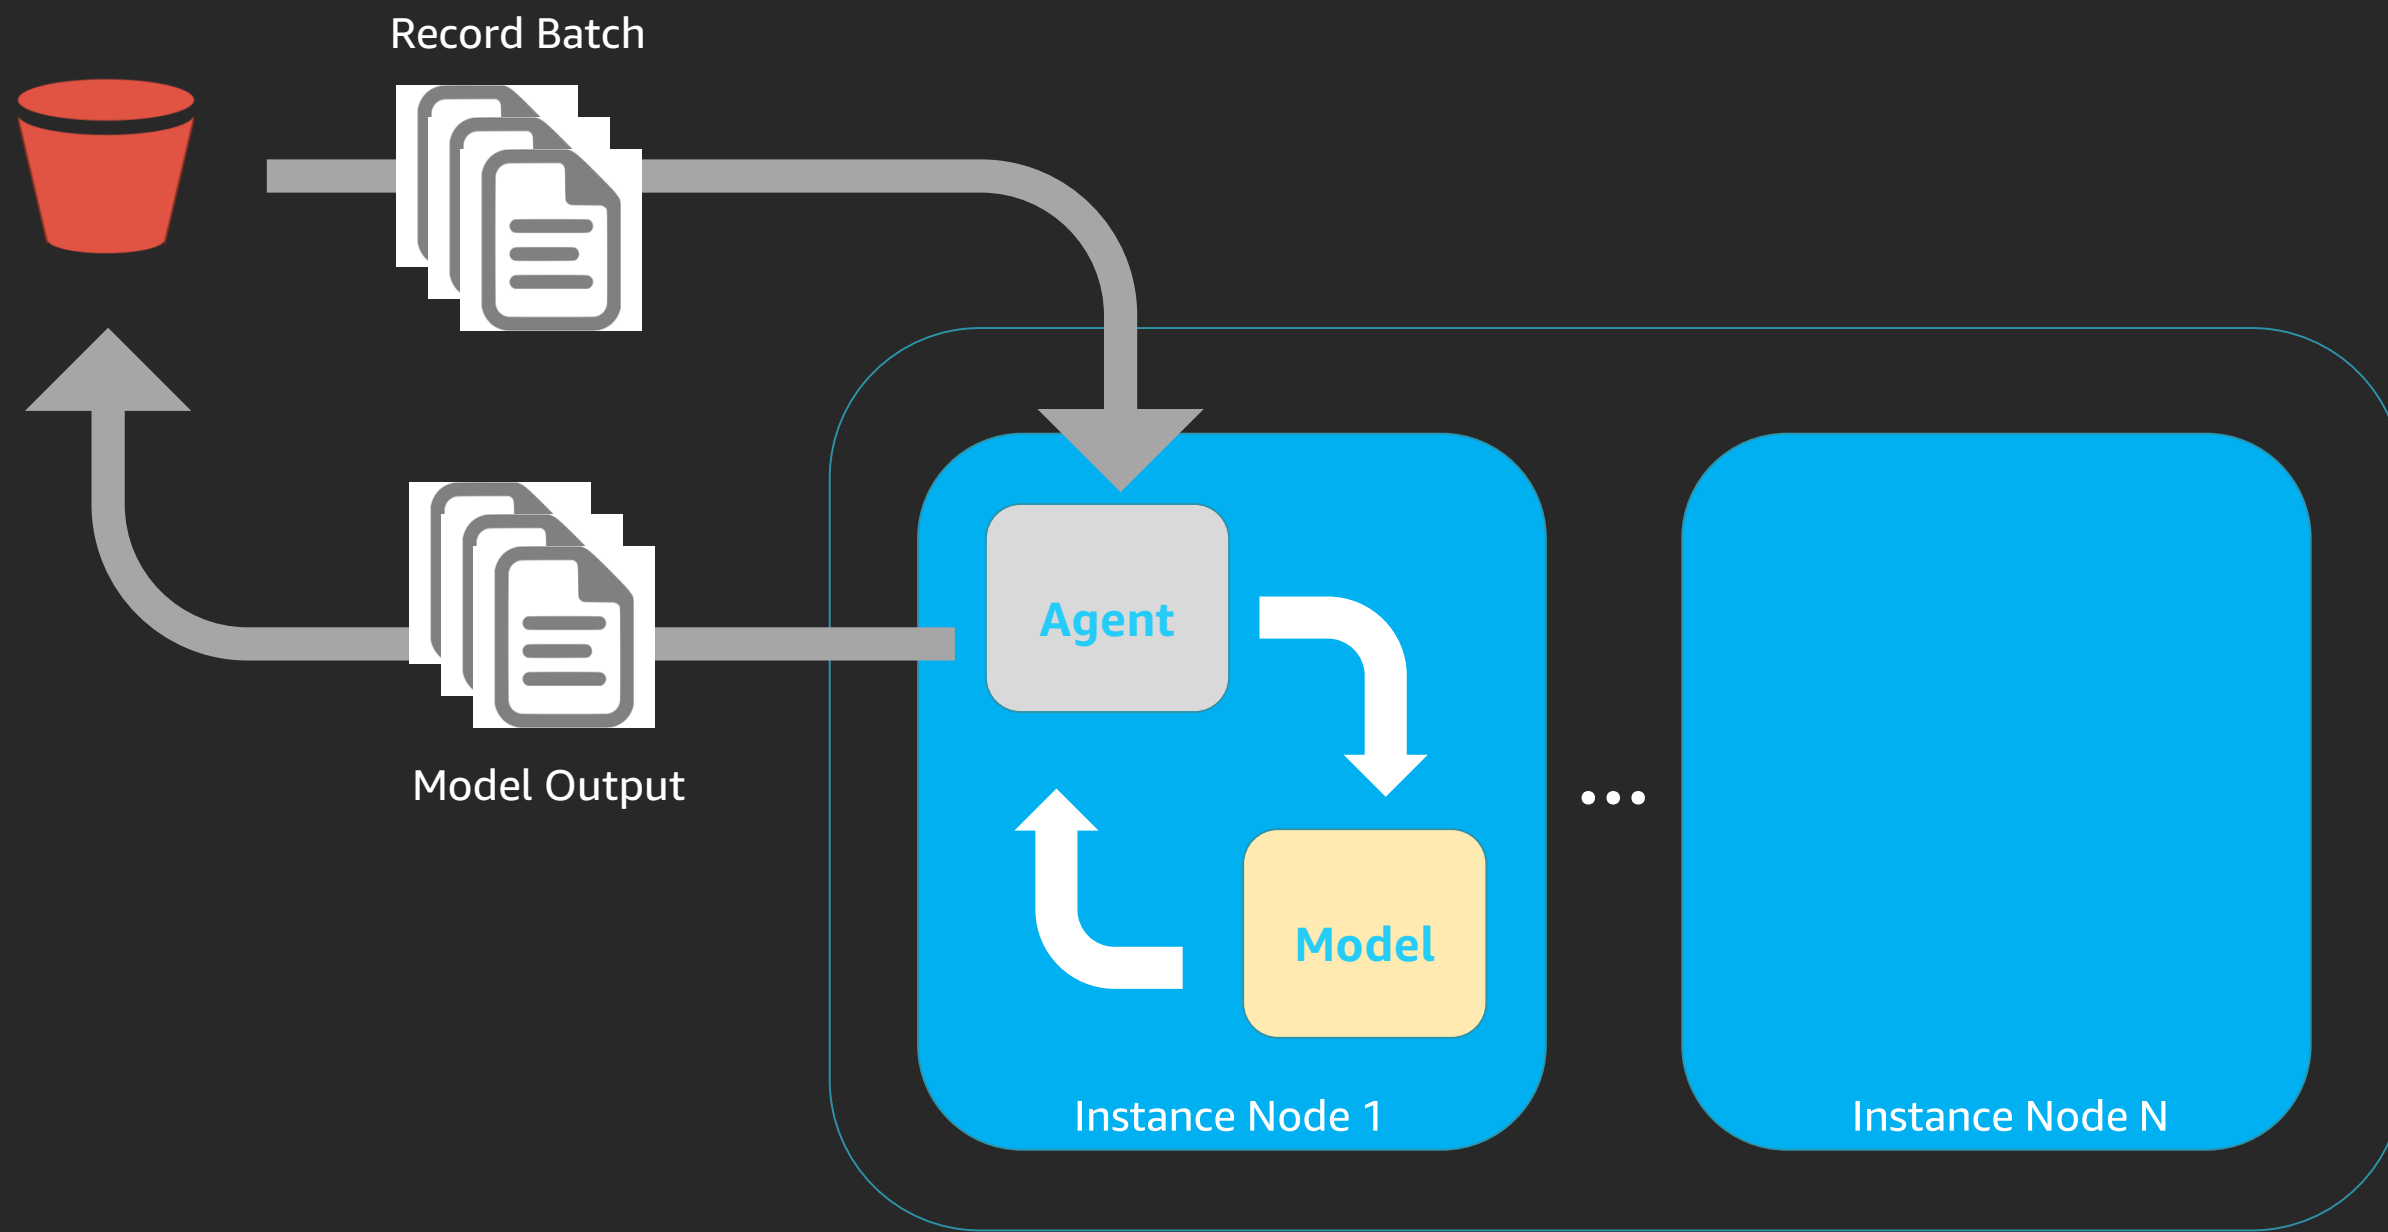 Record Batch
Agent
Model Output
Model
...
Instance Node 1
Instance Node N